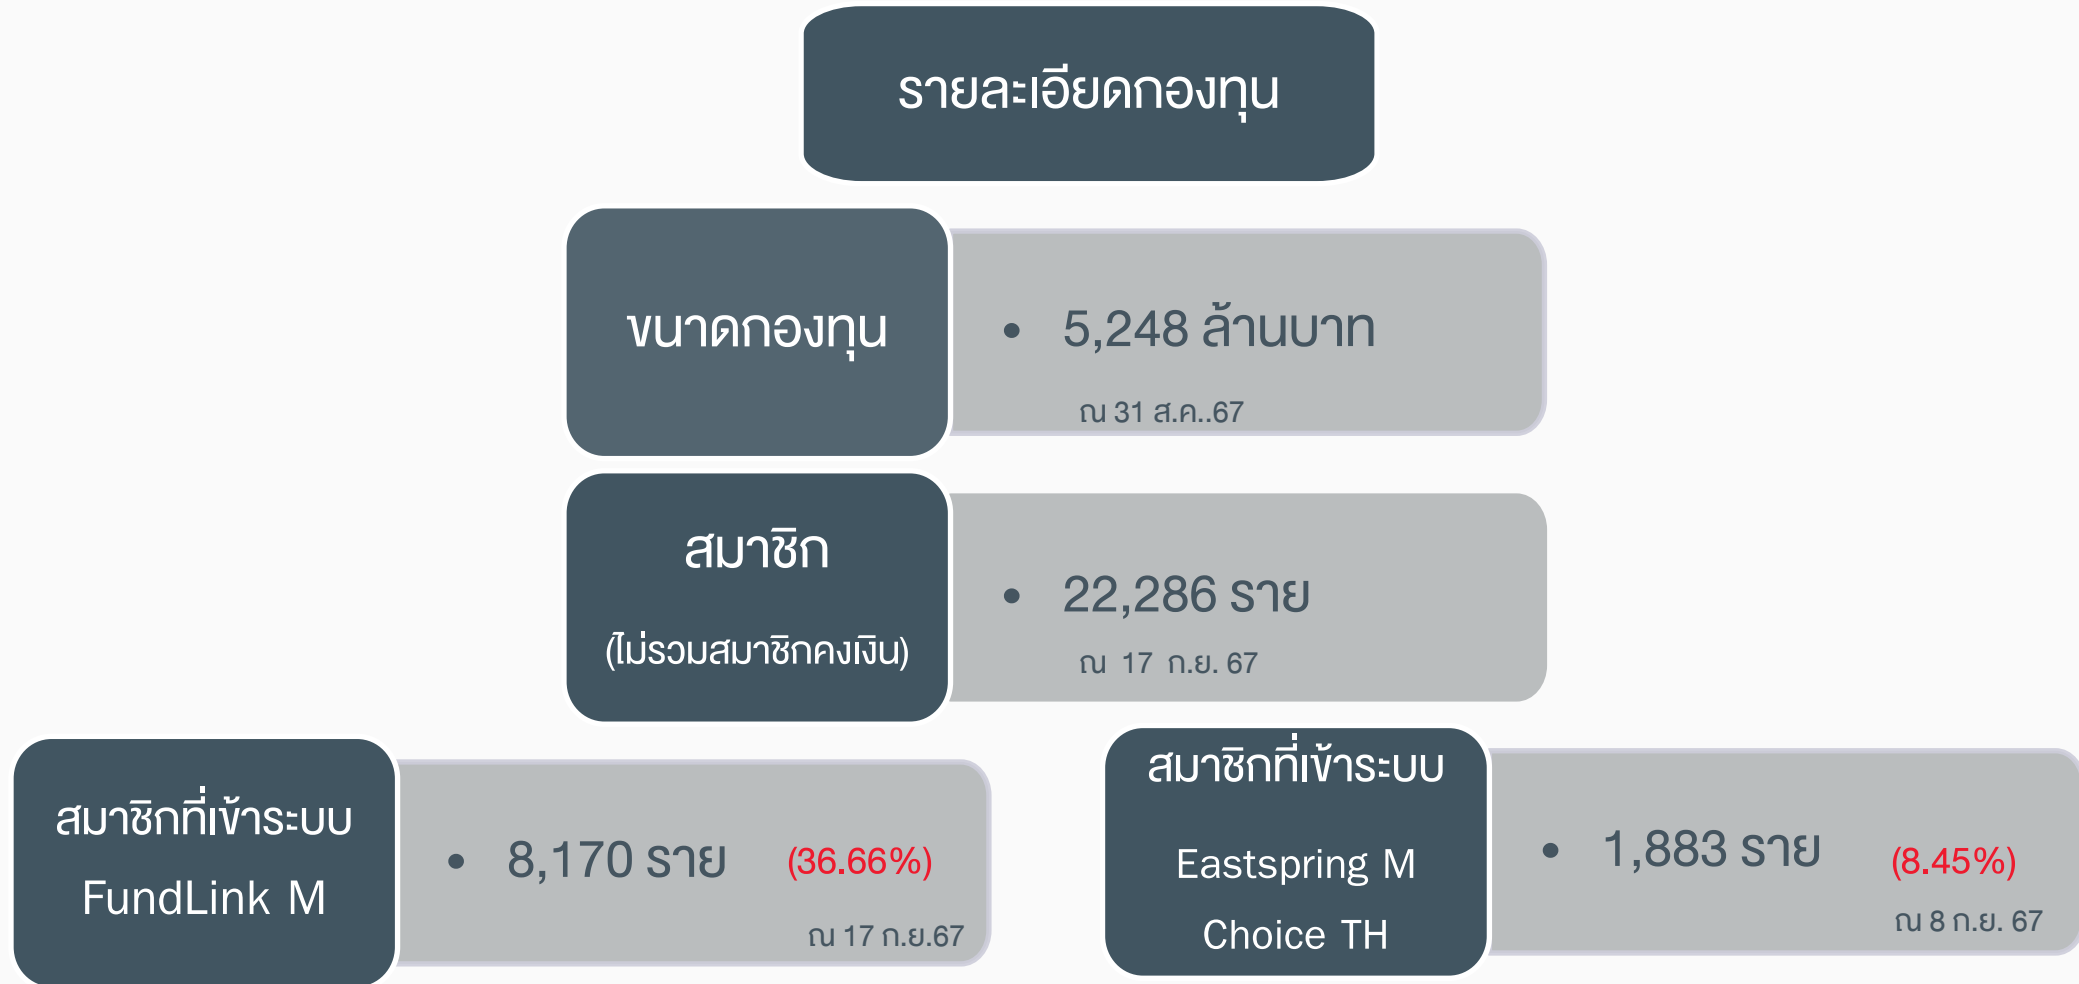 รายละเอียดกองทุน
ขนาดกองทุน
• 5,248 ล้านบาท
ณ 31 ส.ค..67
สมาชิก
(ไม่รวมสมาชิกคงเงิน)
• 22,286 ราย
ณ 17 ก.ย. 67
สมาชิกที่เข้าระบบ
FundLink M
• 8,170 ราย (36.66%)
ณ 17 ก.ย.67
สมาชิกที่เข้าระบบ
Eastspring M
Choice TH
• 1,883 ราย (8.45%)
ณ 8 ก.ย. 67